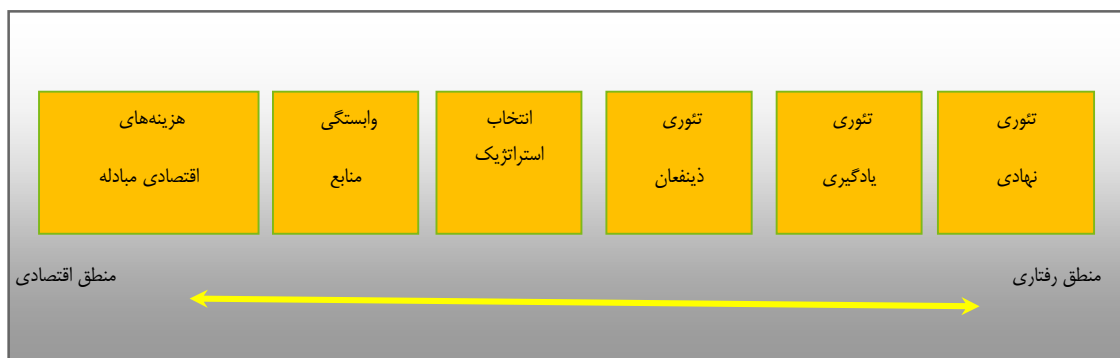 تئوری
نهادی
تئوری
یادگیری
تئوری
ذینفعان
انتخاب
استراتژیک
وابستگی
منابع
هزینه‌های
اقتصادی مبادله
منطق رفتاری
منطق اقتصادی